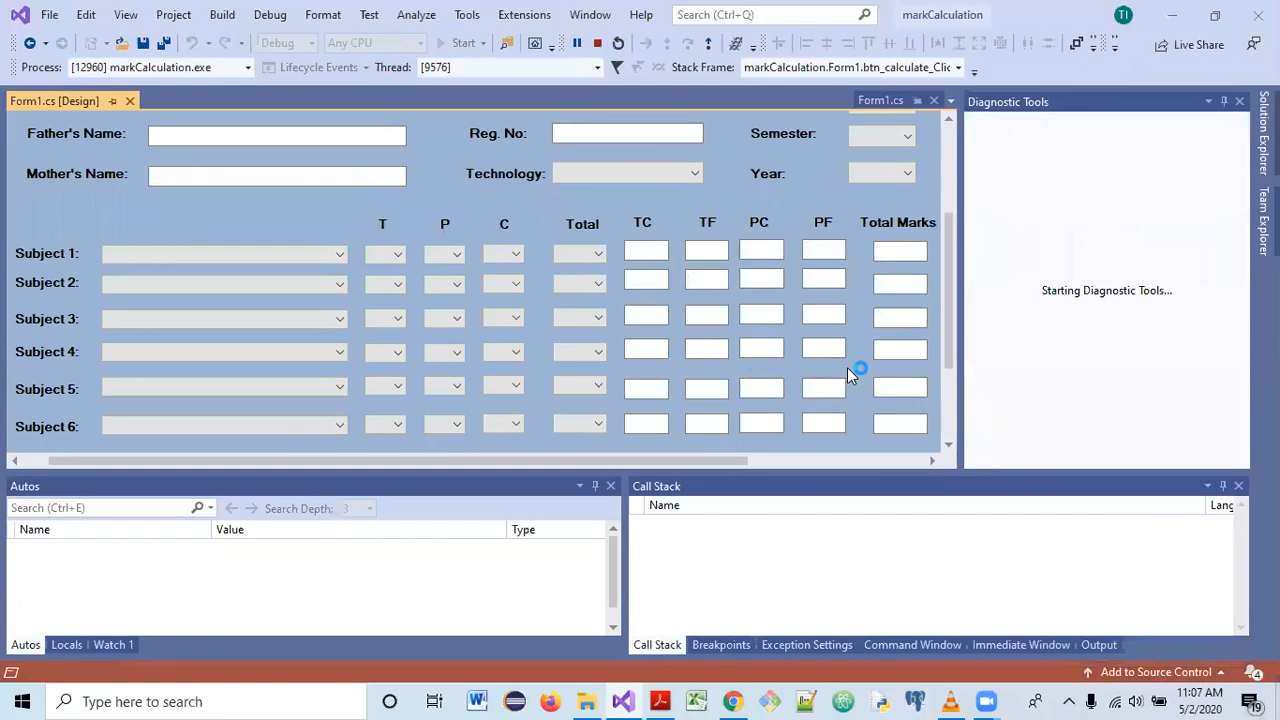 File Edit View Project Build Debug Format Test Analyze Tools Extensions Window Help Search (Ctrl+Q) markCalculation TI
Debug Any CPU Start Live Share
Process: [12960] markCalculation.exe Lifecycle Events Thread: [9576] Stack Frame: markCalculation.Form1.btn_calculate_Clic
Form1.cs [Design] Form1.cs Diagnostic Tools
Father's Name: Reg. No: Semester:
Mother's Name: Technology: Year:
T P C Total TC TF PC PF Total Marks
Subject 1:
Subject 2:
Subject 3:
Subject 4:
Subject 5:
Subject 6:
Starting Diagnostic Tools...
Solution Explorer
Team Explorer
Autos
Search (Ctrl+E) Search Depth: 3
Name Value Type
Autos Locals Watch 1
Call Stack
Name Lang
Call Stack Breakpoints Exception Settings Command Window Immediate Window Output
Add to Source Control 4
Type here to search
11:07 AM
5/2/2020
19